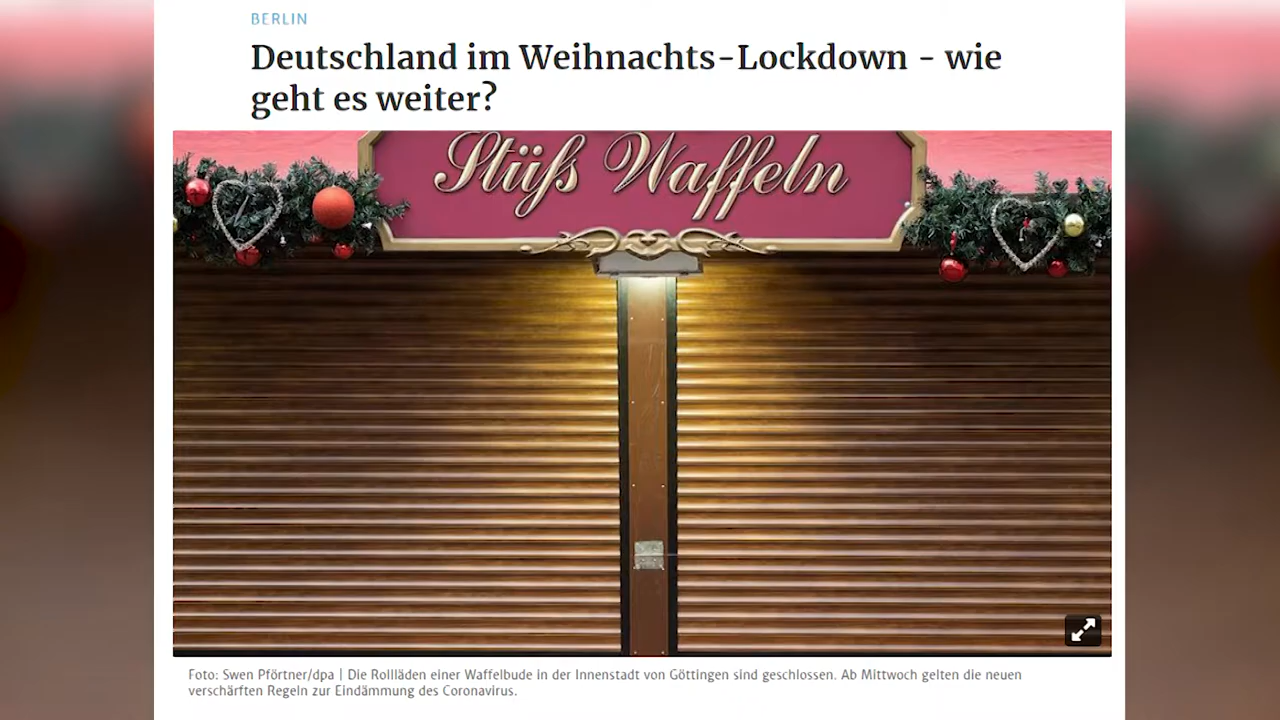 BERLIN
Deutschland im Weihnachts-Lockdown - wie
geht es weiter?
Stüß Waffeln
Foto: Swen Pförtner/dpa | Die Rollläden einer Waffelbude in der Innenstadt von Göttingen sind geschlossen. Ab Mittwoch gelten die neuen
verschärften Regeln zur Eindämmung des Coronavirus.